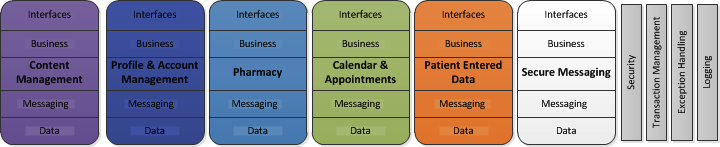 Interfaces Interfaces Interfaces Interfaces Interfaces Interfaces
Business Business Business Business Business Business
Content Management
Profile & Account Management
Pharmacy
Calendar & Appointments
Patient Entered Data
Secure Messaging
Messaging Messaging Messaging Messaging Messaging Messaging
Data Data Data Data Data Data
Security
Transaction Management
Exception Handling
Logging